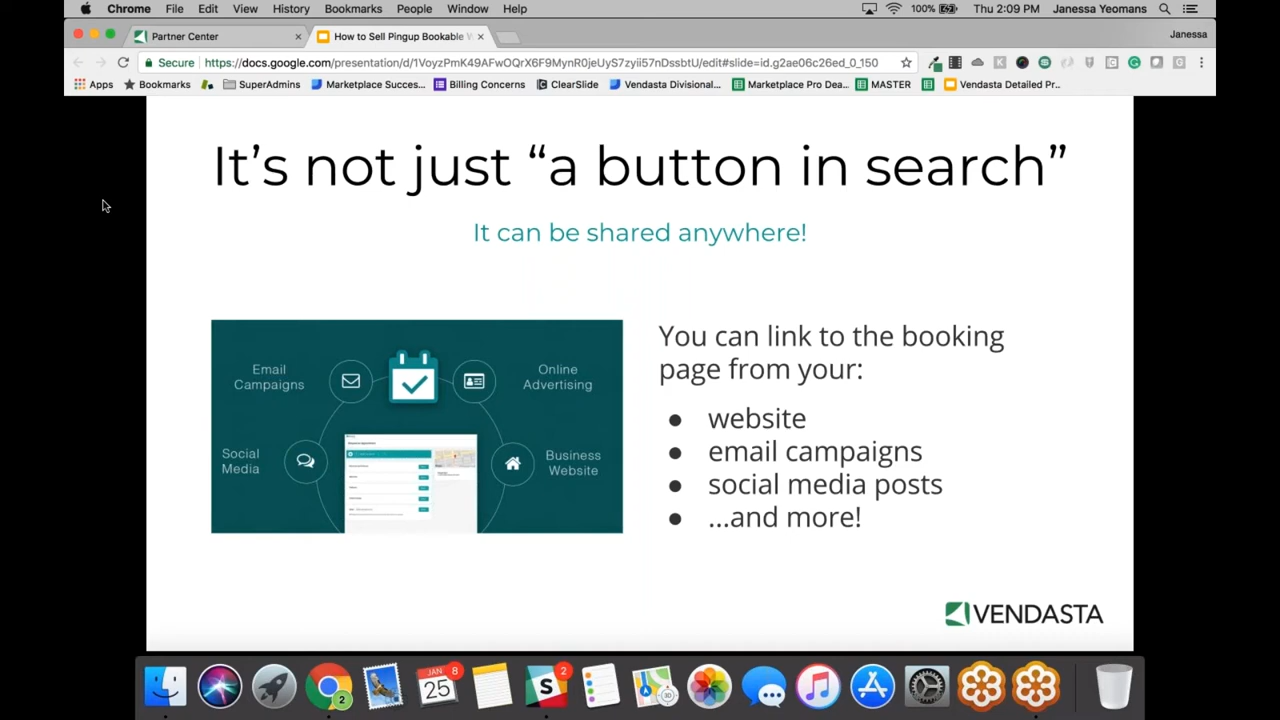 Chrome File Edit View History Bookmarks People Window Help 100% Thu 2:09 PM Janessa Yeomans
Partner Center How to Sell Pingup Bookable Janessa
Secure https://docs.google.com/presentation/d/1VoyzPmK49AFwOQrX6F9MynR0jeUyS7zyii57nDssbtU/edit#slide=id.g2ae06c26ed_0_150
Apps Bookmarks SuperAdmins Marketplace Succes... Billing Concerns ClearSlide Vendasta Divisional... Marketplace Pro Dea... MASTER Vendasta Detailed Pr...
It's not just “a button in search”
It can be shared anywhere!
Email
Campaigns
Online
Advertising
Social
Media
Business
Website
You can link to the booking
page from your:
● website
● email campaigns
● social media posts
● ...and more!
VENDASTA
JAN
25
8
2
S
2
3D